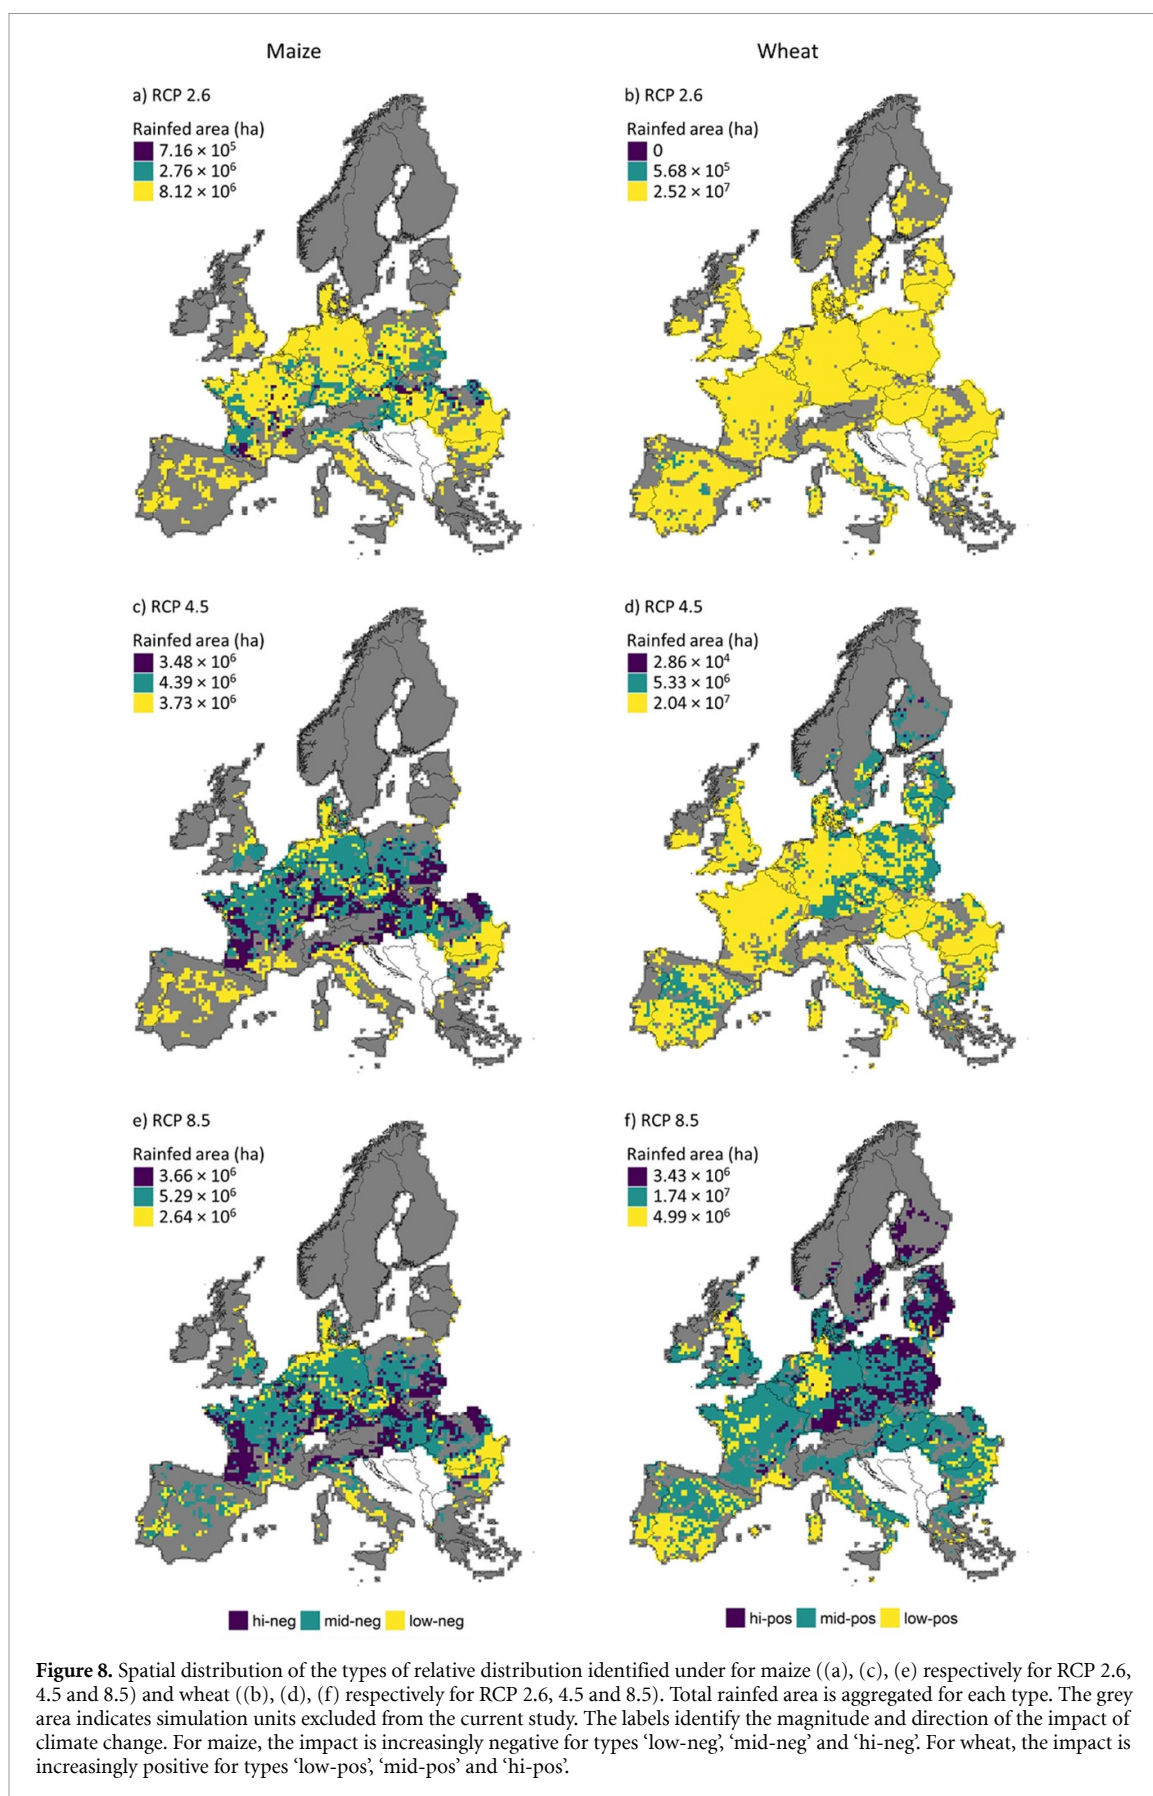 Maize
Wheat
a) RCP 2.6
Rainfed area (ha)
7.16 × 10⁵
2.76 × 10⁶
8.12 × 10⁶
b) RCP 2.6
Rainfed area (ha)
0
5.68 × 10⁵
2.52 × 10⁷
c) RCP 4.5
Rainfed area (ha)
3.48 × 10⁶
4.39 × 10⁶
3.73 × 10⁶
d) RCP 4.5
Rainfed area (ha)
2.86 × 10⁴
5.33 × 10⁶
2.04 × 10⁷
e) RCP 8.5
Rainfed area (ha)
3.66 × 10⁶
5.29 × 10⁶
2.64 × 10⁶
f) RCP 8.5
Rainfed area (ha)
3.43 × 10⁶
1.74 × 10⁷
4.99 × 10⁶
hi-neg mid-neg low-neg
hi-pos mid-pos low-pos
Figure 8. Spatial distribution of the types of relative distribution identified under for maize ((a), (c), (e) respectively for RCP 2.6,
4.5 and 8.5) and wheat ((b), (d), (f) respectively for RCP 2.6, 4.5 and 8.5). Total rainfed area is aggregated for each type. The grey
area indicates simulation units excluded from the current study. The labels identify the magnitude and direction of the impact of
climate change. For maize, the impact is increasingly negative for types ‘low-neg’, ‘mid-neg’ and ‘hi-neg’. For wheat, the impact is
increasingly positive for types ‘low-pos’, ‘mid-pos’ and ‘hi-pos’.